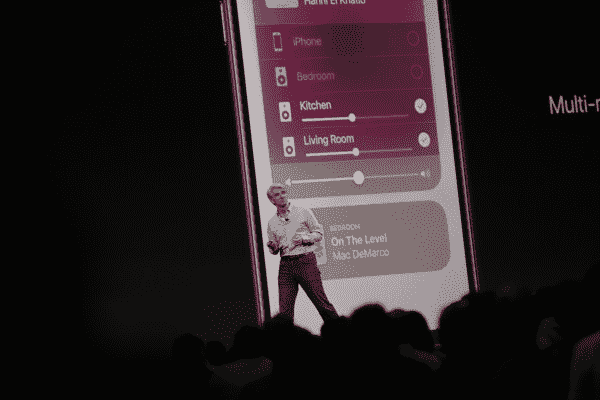 Hanni El Khatib
iPhone
Bedroom
Kitchen
Living Room
BEDROOM
On The Level
Mac DeMarco
Multi-r